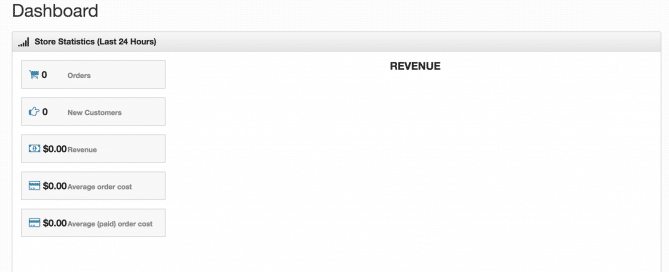 Dashboard
Store Statistics (Last 24 Hours)
0 Orders
REVENUE
0 New Customers
$0.00 Revenue
$0.00 Average order cost
$0.00 Average (paid) order cost